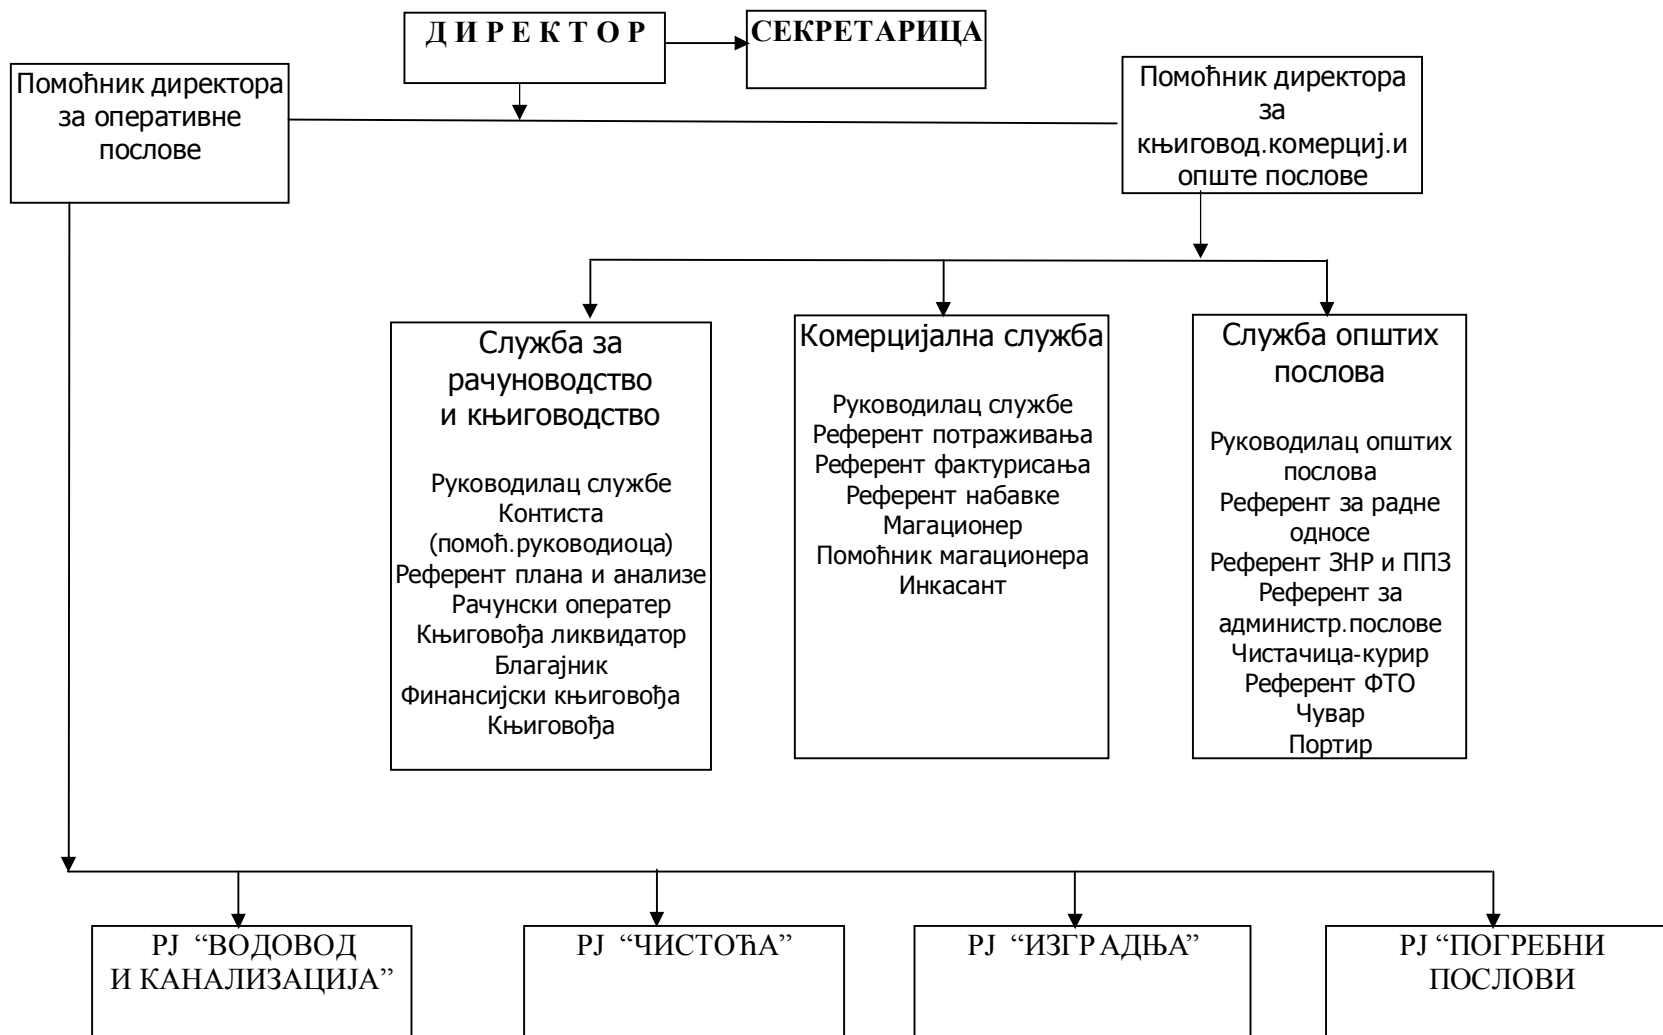 Д И Р Е К Т О Р
СЕКРЕТАРИЦА
Помоћник директора
за оперативне
послове
Помоћник директора
за
књиговод.комерциј.и
опште послове
Служба за
рачуноводство
и књиговодство
Руководилац службе
Контиста
(помоћ.руководиоца)
Референт плана и анализе
Рачунски оператер
Књиговођа ликвидатор
Благајник
Финансијски књиговођа
Књиговођа
Комерцијална служба
Руководилац службе
Референт потраживања
Референт фактурисања
Референт набавке
Магационер
Помоћник магационера
Инкасант
Служба општих
послова
Руководилац општих
послова
Референт за радне
односе
Референт ЗНР и ППЗ
Референт за
администр.послове
Чистачица-курир
Референт ФТО
Чувар
Портир
РЈ “ВОДОВОД
И КАНАЛИЗАЦИЈА”
РЈ “ЧИСТОЋА”
РЈ “ИЗГРАДЊА”
РЈ “ПОГРЕБНИ
ПОСЛОВИ